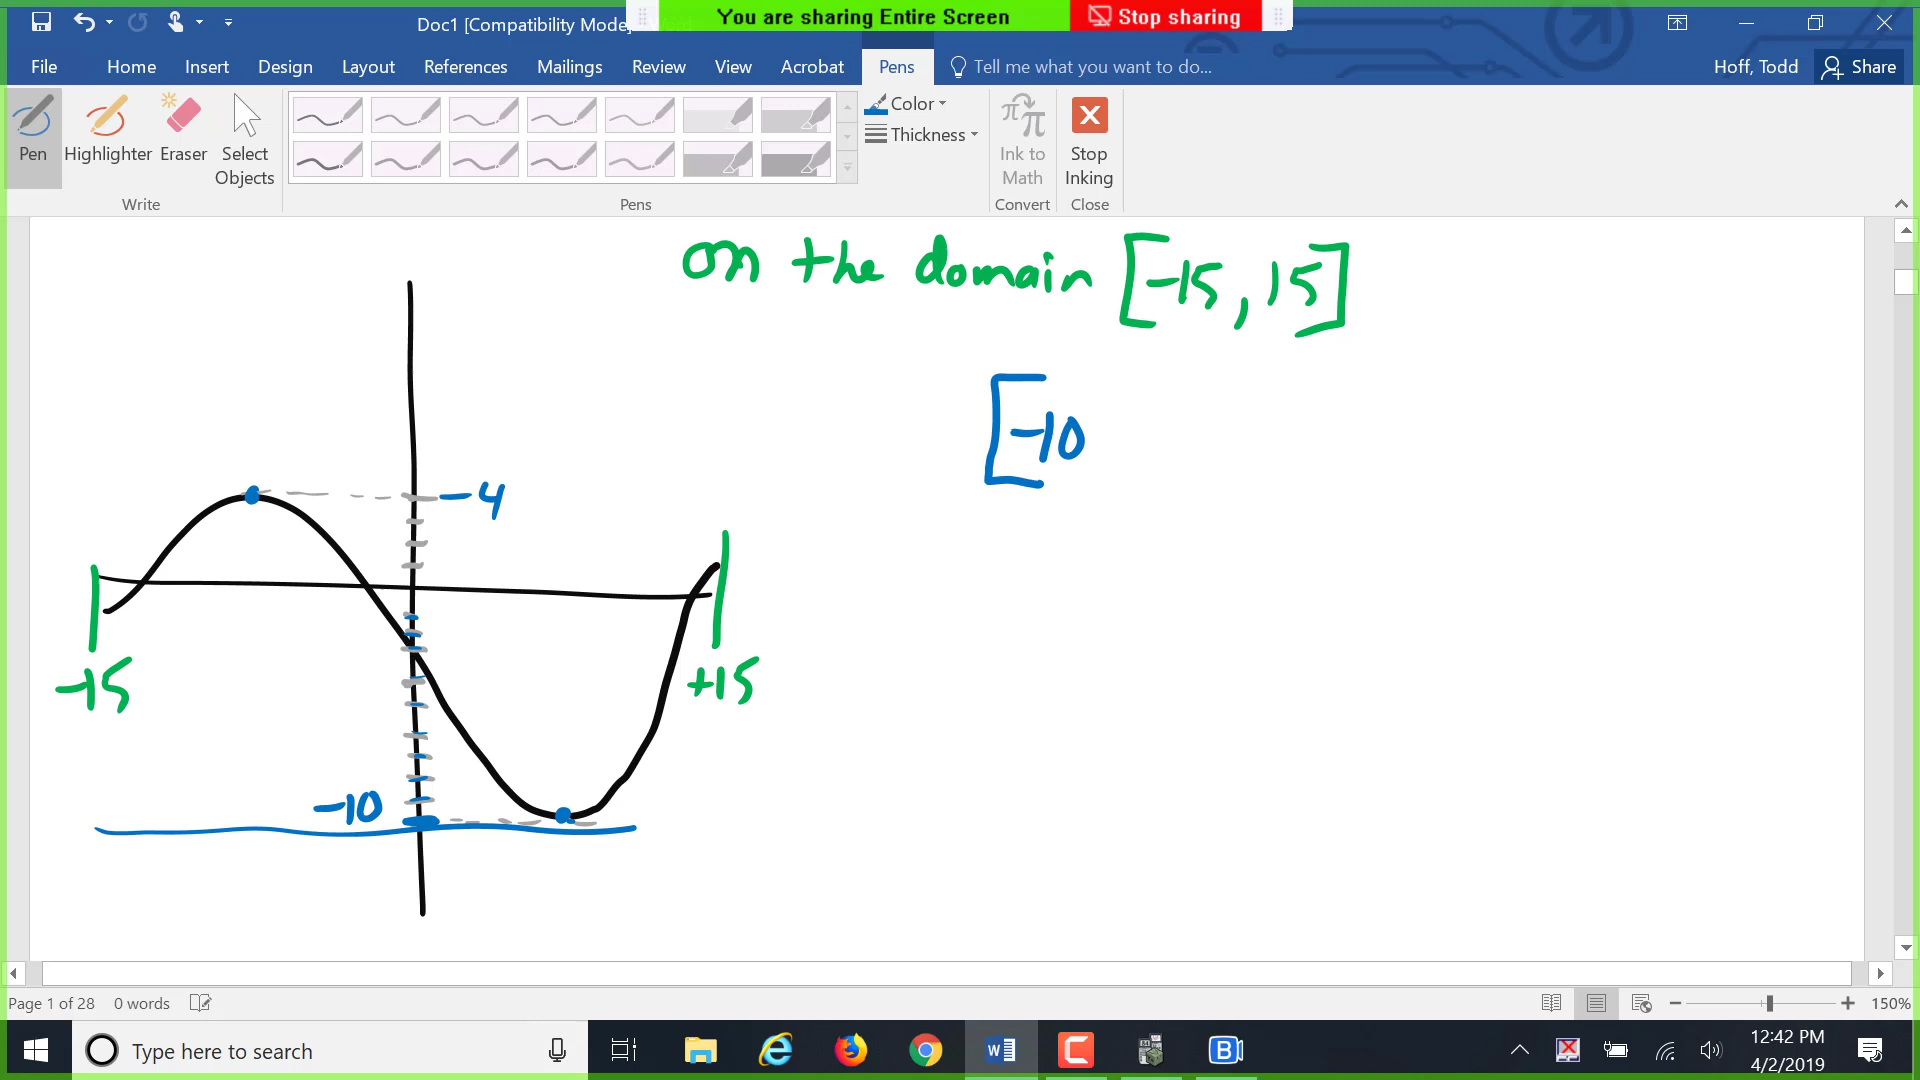 You are sharing Entire Screen
Stop sharing
Doc1 [Compatibility Mode]
File Home Insert Design Layout References Mailings Review View Acrobat Pens Tell me what you want to do... Hoff, Todd Share
Pen Highlighter Eraser Select Objects
Color
Thickness
Ink to Math
Stop Inking
Write Pens Convert Close
on the domain [-15, 15]
[-10
-4
-15
+15
-10
Page 1 of 28 0 words 150%
Type here to search
12:42 PM
4/2/2019